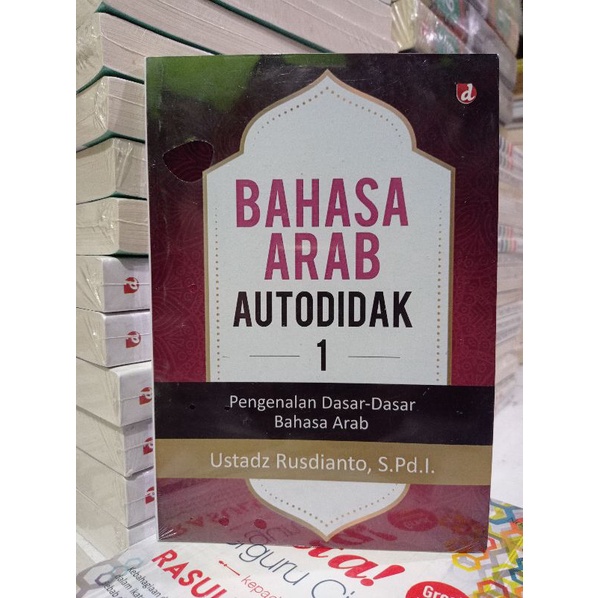 d
BAHASA
ARAB
AUTODIDAK
1
Pengenalan Dasar-Dasar
Bahasa Arab
Ustadz Rusdianto, S.Pd.I.
RASUL